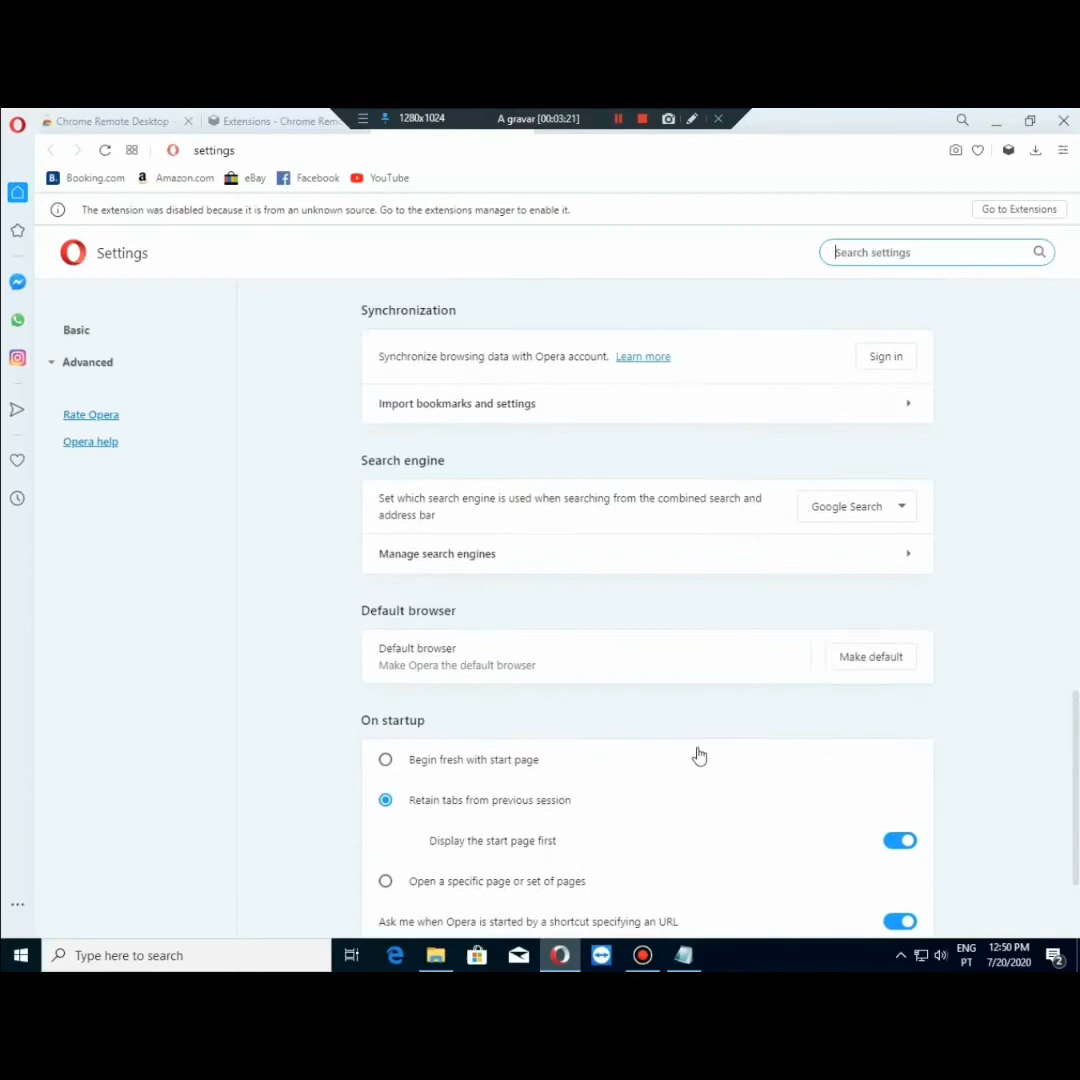 1280x1024 A gravar [00:03:21]
Chrome Remote Desktop - Extensions - Chrome Rem
settings
B. Booking.com a Amazon.com eBay Facebook YouTube
The extension was disabled because it is from an unknown source. Go to the extensions manager to enable it. Go to Extensions
Settings
Search settings
Basic
Advanced
Rate Opera
Opera help
Synchronization
Synchronize browsing data with Opera account. Learn more Sign in
Import bookmarks and settings
Search engine
Set which search engine is used when searching from the combined search and
address bar
Google Search
Manage search engines
Default browser
Default browser
Make Opera the default browser
Make default
On startup
Begin fresh with start page
Retain tabs from previous session
Display the start page first
Open a specific page or set of pages
Ask me when Opera is started by a shortcut specifying an URL
Type here to search
ENG
PT
12:50 PM
7/20/2020
2